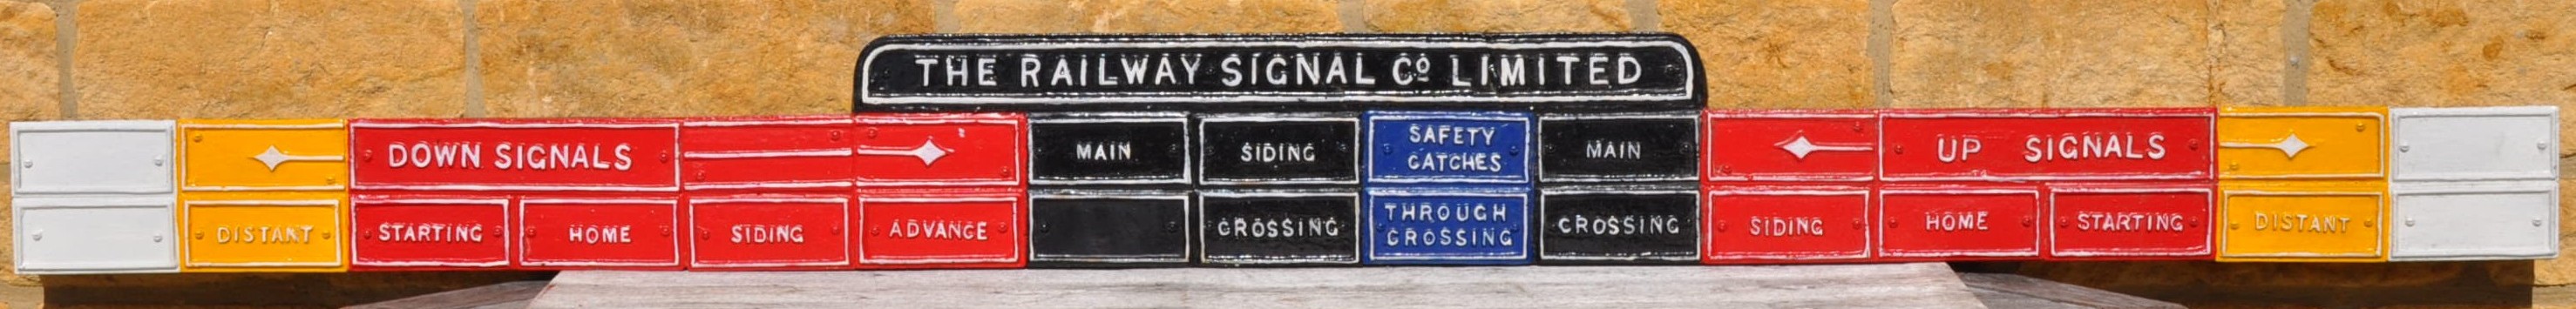 THE RAILWAY SIGNAL Cº LIMITED
DOWN SIGNALS
MAIN
SIDING
SAFETY
CATCHES
MAIN
UP SIGNALS
DISTANT
STARTING
HOME
SIDING
ADVANCE
CROSSING
THROUGH
CROSSING
CROSSING
SIDING
HOME
STARTING
DISTANT